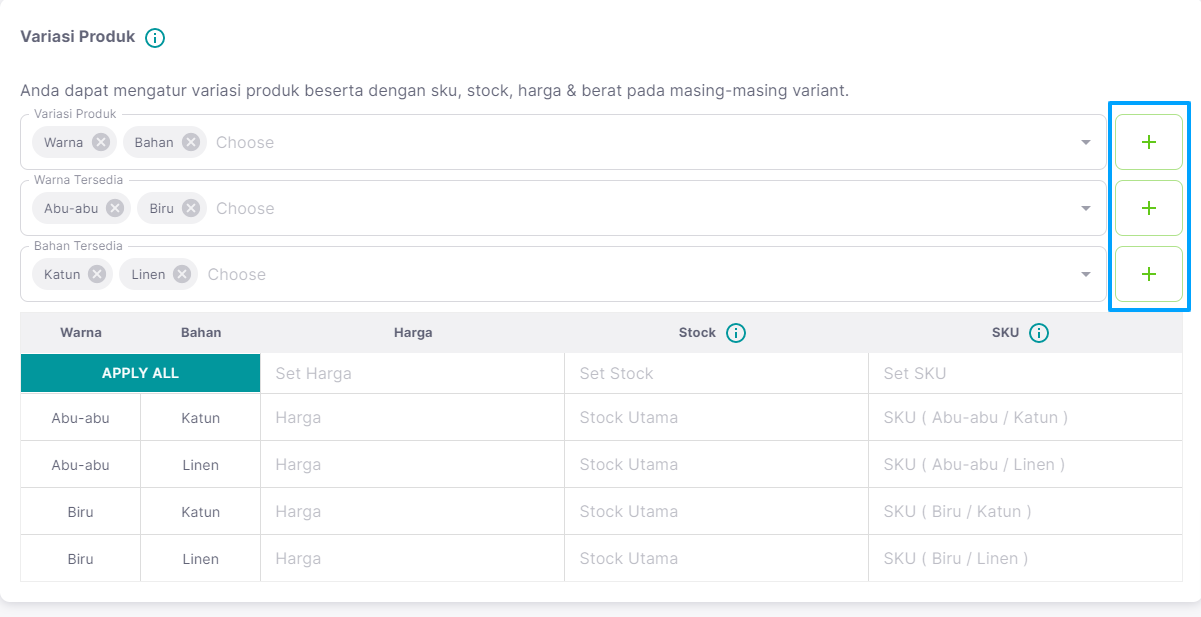 Variasi Produk
Anda dapat mengatur variasi produk beserta dengan sku, stock, harga & berat pada masing-masing variant.
Variasi Produk
Warna Bahan Choose
Warna Tersedia
Abu-abu Biru Choose
Bahan Tersedia
Katun Linen Choose
Warna Bahan Harga Stock SKU
APPLY ALL Set Harga Set Stock Set SKU
Abu-abu Katun Harga Stock Utama SKU ( Abu-abu / Katun )
Abu-abu Linen Harga Stock Utama SKU ( Abu-abu / Linen )
Biru Katun Harga Stock Utama SKU ( Biru / Katun )
Biru Linen Harga Stock Utama SKU ( Biru / Linen )